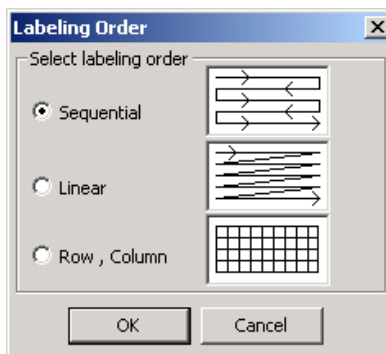 Labeling Order
Select labeling order
Sequential
Linear
Row , Column
OK
Cancel